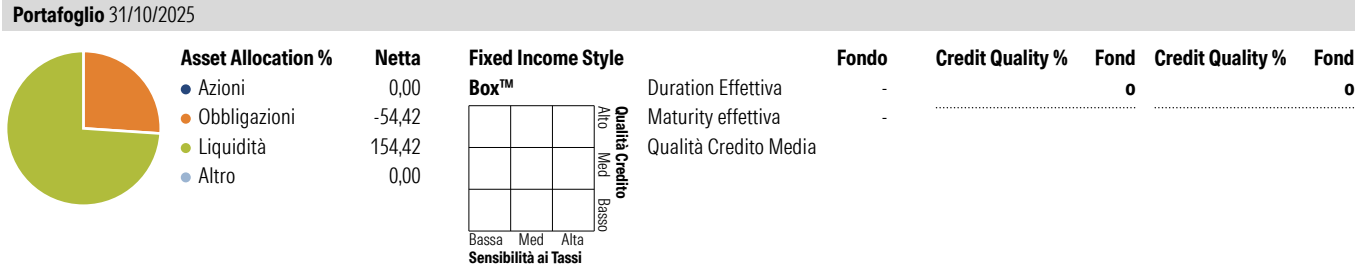 Portafoglio 31/10/2025
Asset Allocation % Netta
Azioni 0,00
Obbligazioni -54,42
Liquidità 154,42
Altro 0,00
Fixed Income Style
Box™
Alto Med Basso
Qualità Credito
Bassa Med Alta
Sensibilità ai Tassi
Fondo
Duration Effettiva -
Maturity effettiva -
Qualità Credito Media
Credit Quality % Fond
o
Credit Quality % Fond
o